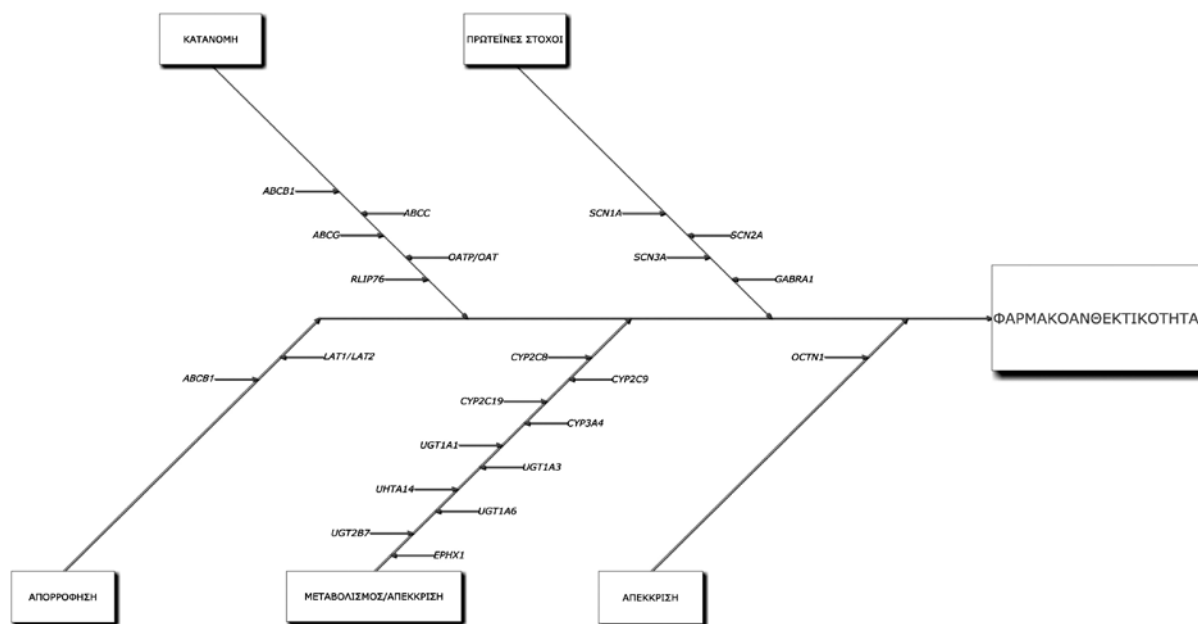 ΚΑΤΑΝΟΜΗ
ΠΡΩΤΕΪΝΕΣ ΣΤΟΧΟΙ
ABCB1
ABCC
ABCG
OATP/OAT
RLIP76
SCN1A
SCN2A
SCN3A
GABRA1
ΦΑΡΜΑΚΟΑΝΘΕΚΤΙΚΟΤΗΤΑ
LAT1/LAT2
ABCB1
CYP2C8
CYP2C9
CYP2C19
CYP3A4
UGT1A1
UGT1A3
UHTA14
UGT1A6
UGT2B7
EPHX1
OCTN1
ΑΠΟΡΡΟΦΗΣΗ
ΜΕΤΑΒΟΛΙΣΜΟΣ/ΑΠΕΚΚΡΙΣΗ
ΑΠΕΚΚΡΙΣΗ